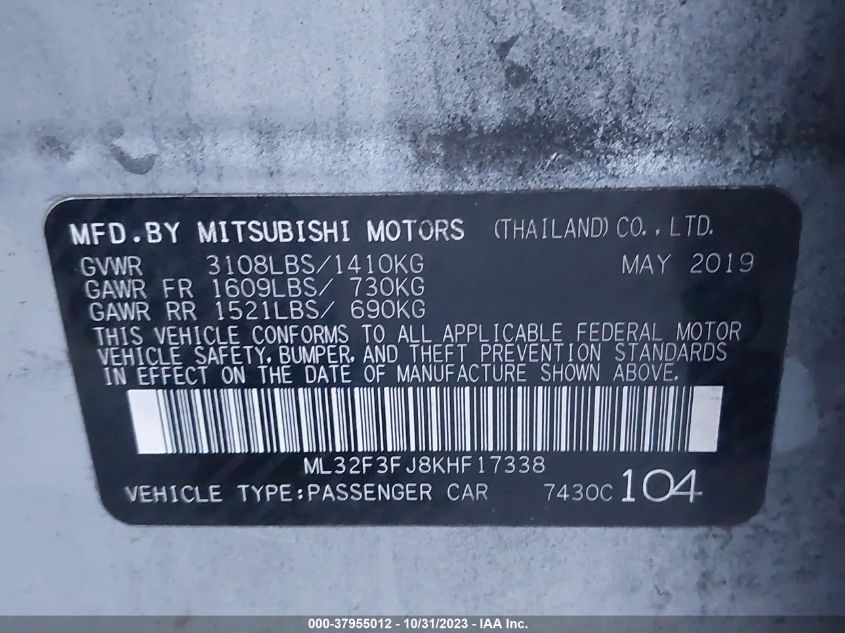 MFD.BY MITSUBISHI MOTORS (THAILAND) CO., LTD.
GVWR 3108LBS/1410KG MAY 2019
GAWR FR 1609LBS/ 730KG
GAWR RR 1521LBS/ 690KG
THIS VEHICLE CONFORMS TO ALL APPLICABLE FEDERAL MOTOR
VEHICLE SAFETY, BUMPER, AND THEFT PREVENTION STANDARDS
IN EFFECT ON THE DATE OF MANUFACTURE SHOWN ABOVE.
ML32F3FJ8KHF17338
VEHICLE TYPE:PASSENGER CAR 7430C 104
000-37955012 - 10/31/2023 - IAAI.COM INC.